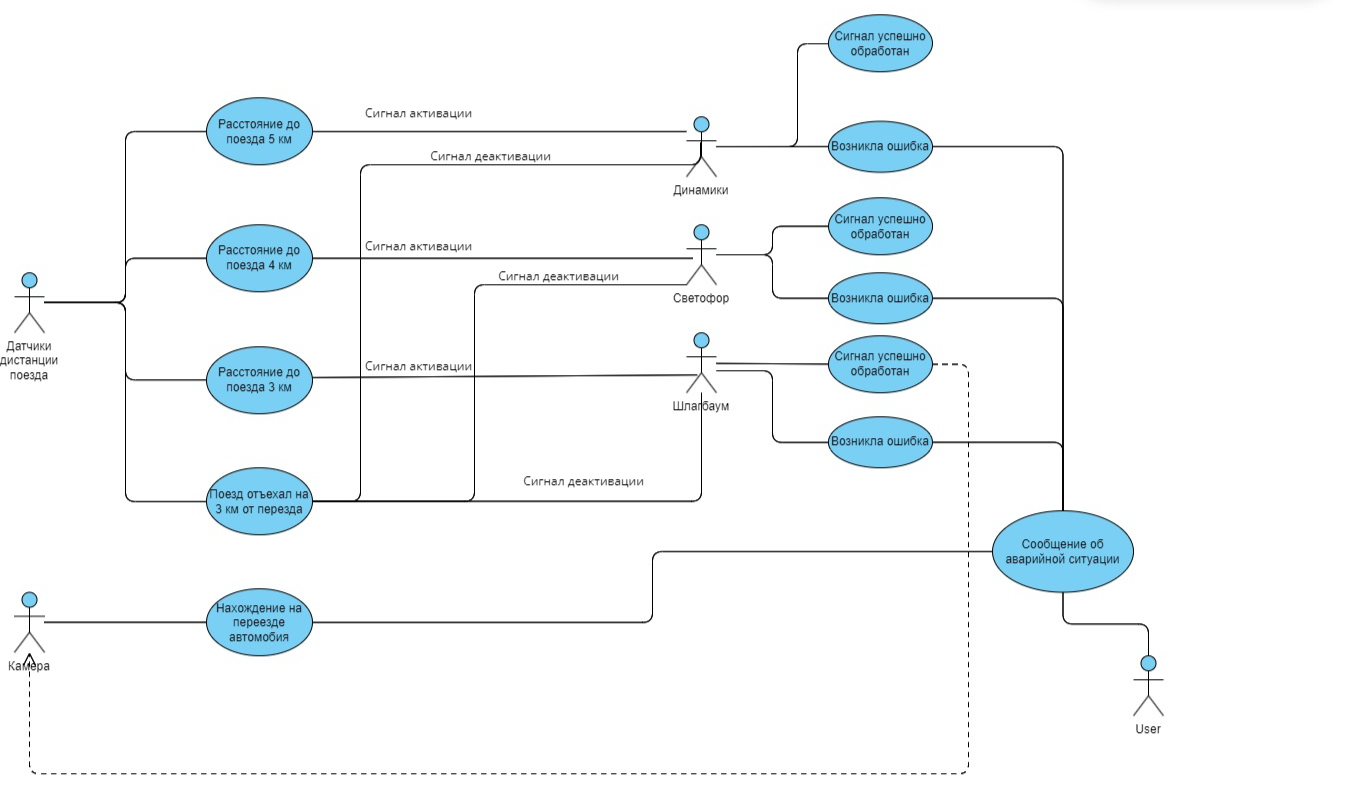 Сигнал успешно
обработан
Сигнал активации
Расстояние до
поезда 5 км
Возникла ошибка
Сигнал деактивации
Динамики
Сигнал успешно
обработан
Сигнал активации
Расстояние до
поезда 4 км
Сигнал деактивации
Светофор
Возникла ошибка
Датчики
дистанции
поезда
Сигнал успешно
обработан
Сигнал активации
Расстояние до
поезда 3 км
Шлагбаум
Возникла ошибка
Сигнал деактивации
Поезд отъехал на
3 км от перезда
Сообщение об
аварийной ситуации
Нахождение на
переезде
автомобия
Камера
User